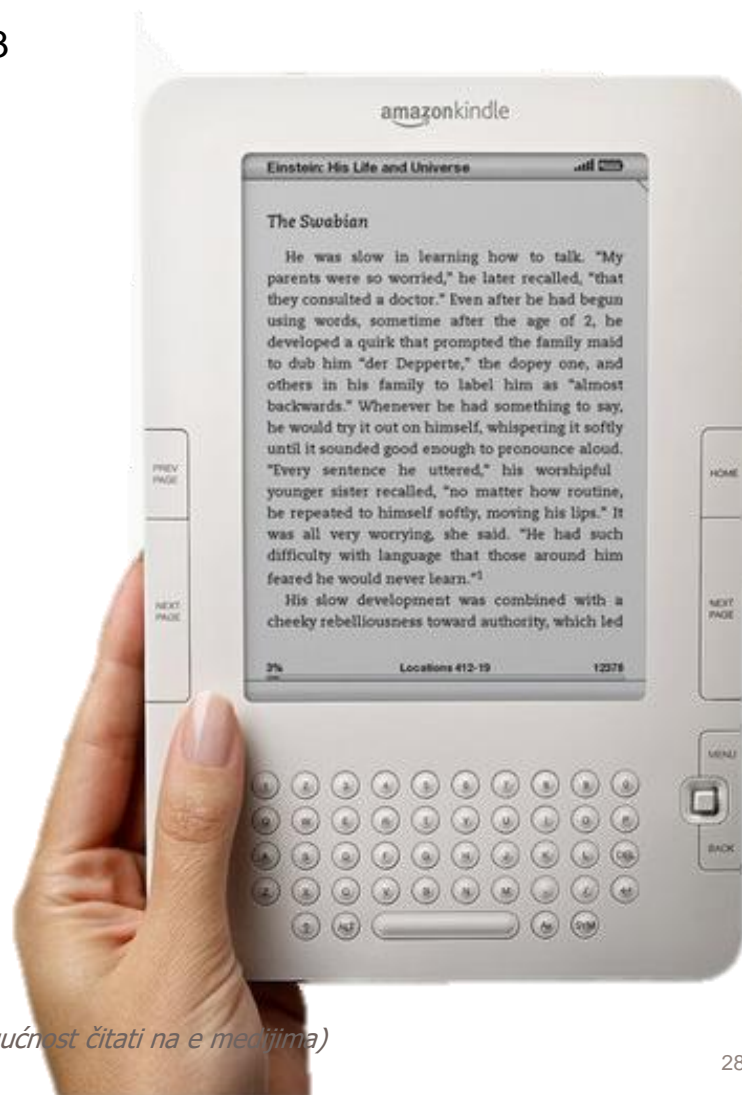 3
amazonkindle
Einstein: His Life and Universe
The Swabian
He was slow in learning how to talk. "My
parents were so worried," he later recalled, "that
they consulted a doctor." Even after he had begun
using words, sometime after the age of 2, he
developed a quirk that prompted the family maid
to dub him "der Depperte," the dopey one, and
others in his family to label him as "almost
backwards." Whenever he had something to say,
he would try it out on himself, whispering it softly
until it sounded good enough to pronounce aloud.
"Every sentence he uttered," his worshipful
younger sister recalled, "no matter how routine,
he repeated to himself softly, moving his lips." It
was all very worrying, she said. "He had such
difficulty with language that those around him
feared he would never learn."1
His slow development was combined with a
cheeky rebelliousness toward authority, which led
3% Locations 412-19 12378
PREV
PAGE
HOME
NEXT
PAGE
NEXT
PAGE
MENU
BACK
DEL
ALT
Aa
SYM
ućnost čitati na e medijima)
28